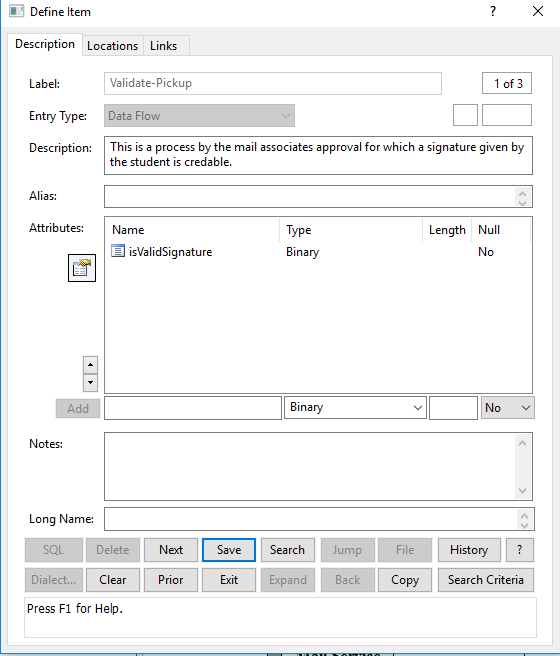 Define Item
? ×
Description Locations Links
Label: Validate-Pickup 1 of 3
Entry Type: Data Flow
Description: This is a process by the mail associates approval for which a signature given by
the student is credable.
Alias:
Attributes: Name Type Length Null
isValidSignature Binary No
Add Binary No
Notes:
Long Name:
SQL Delete Next Save Search Jump File History ?
Dialect... Clear Prior Exit Expand Back Copy Search Criteria
Press F1 for Help.
Mail Service